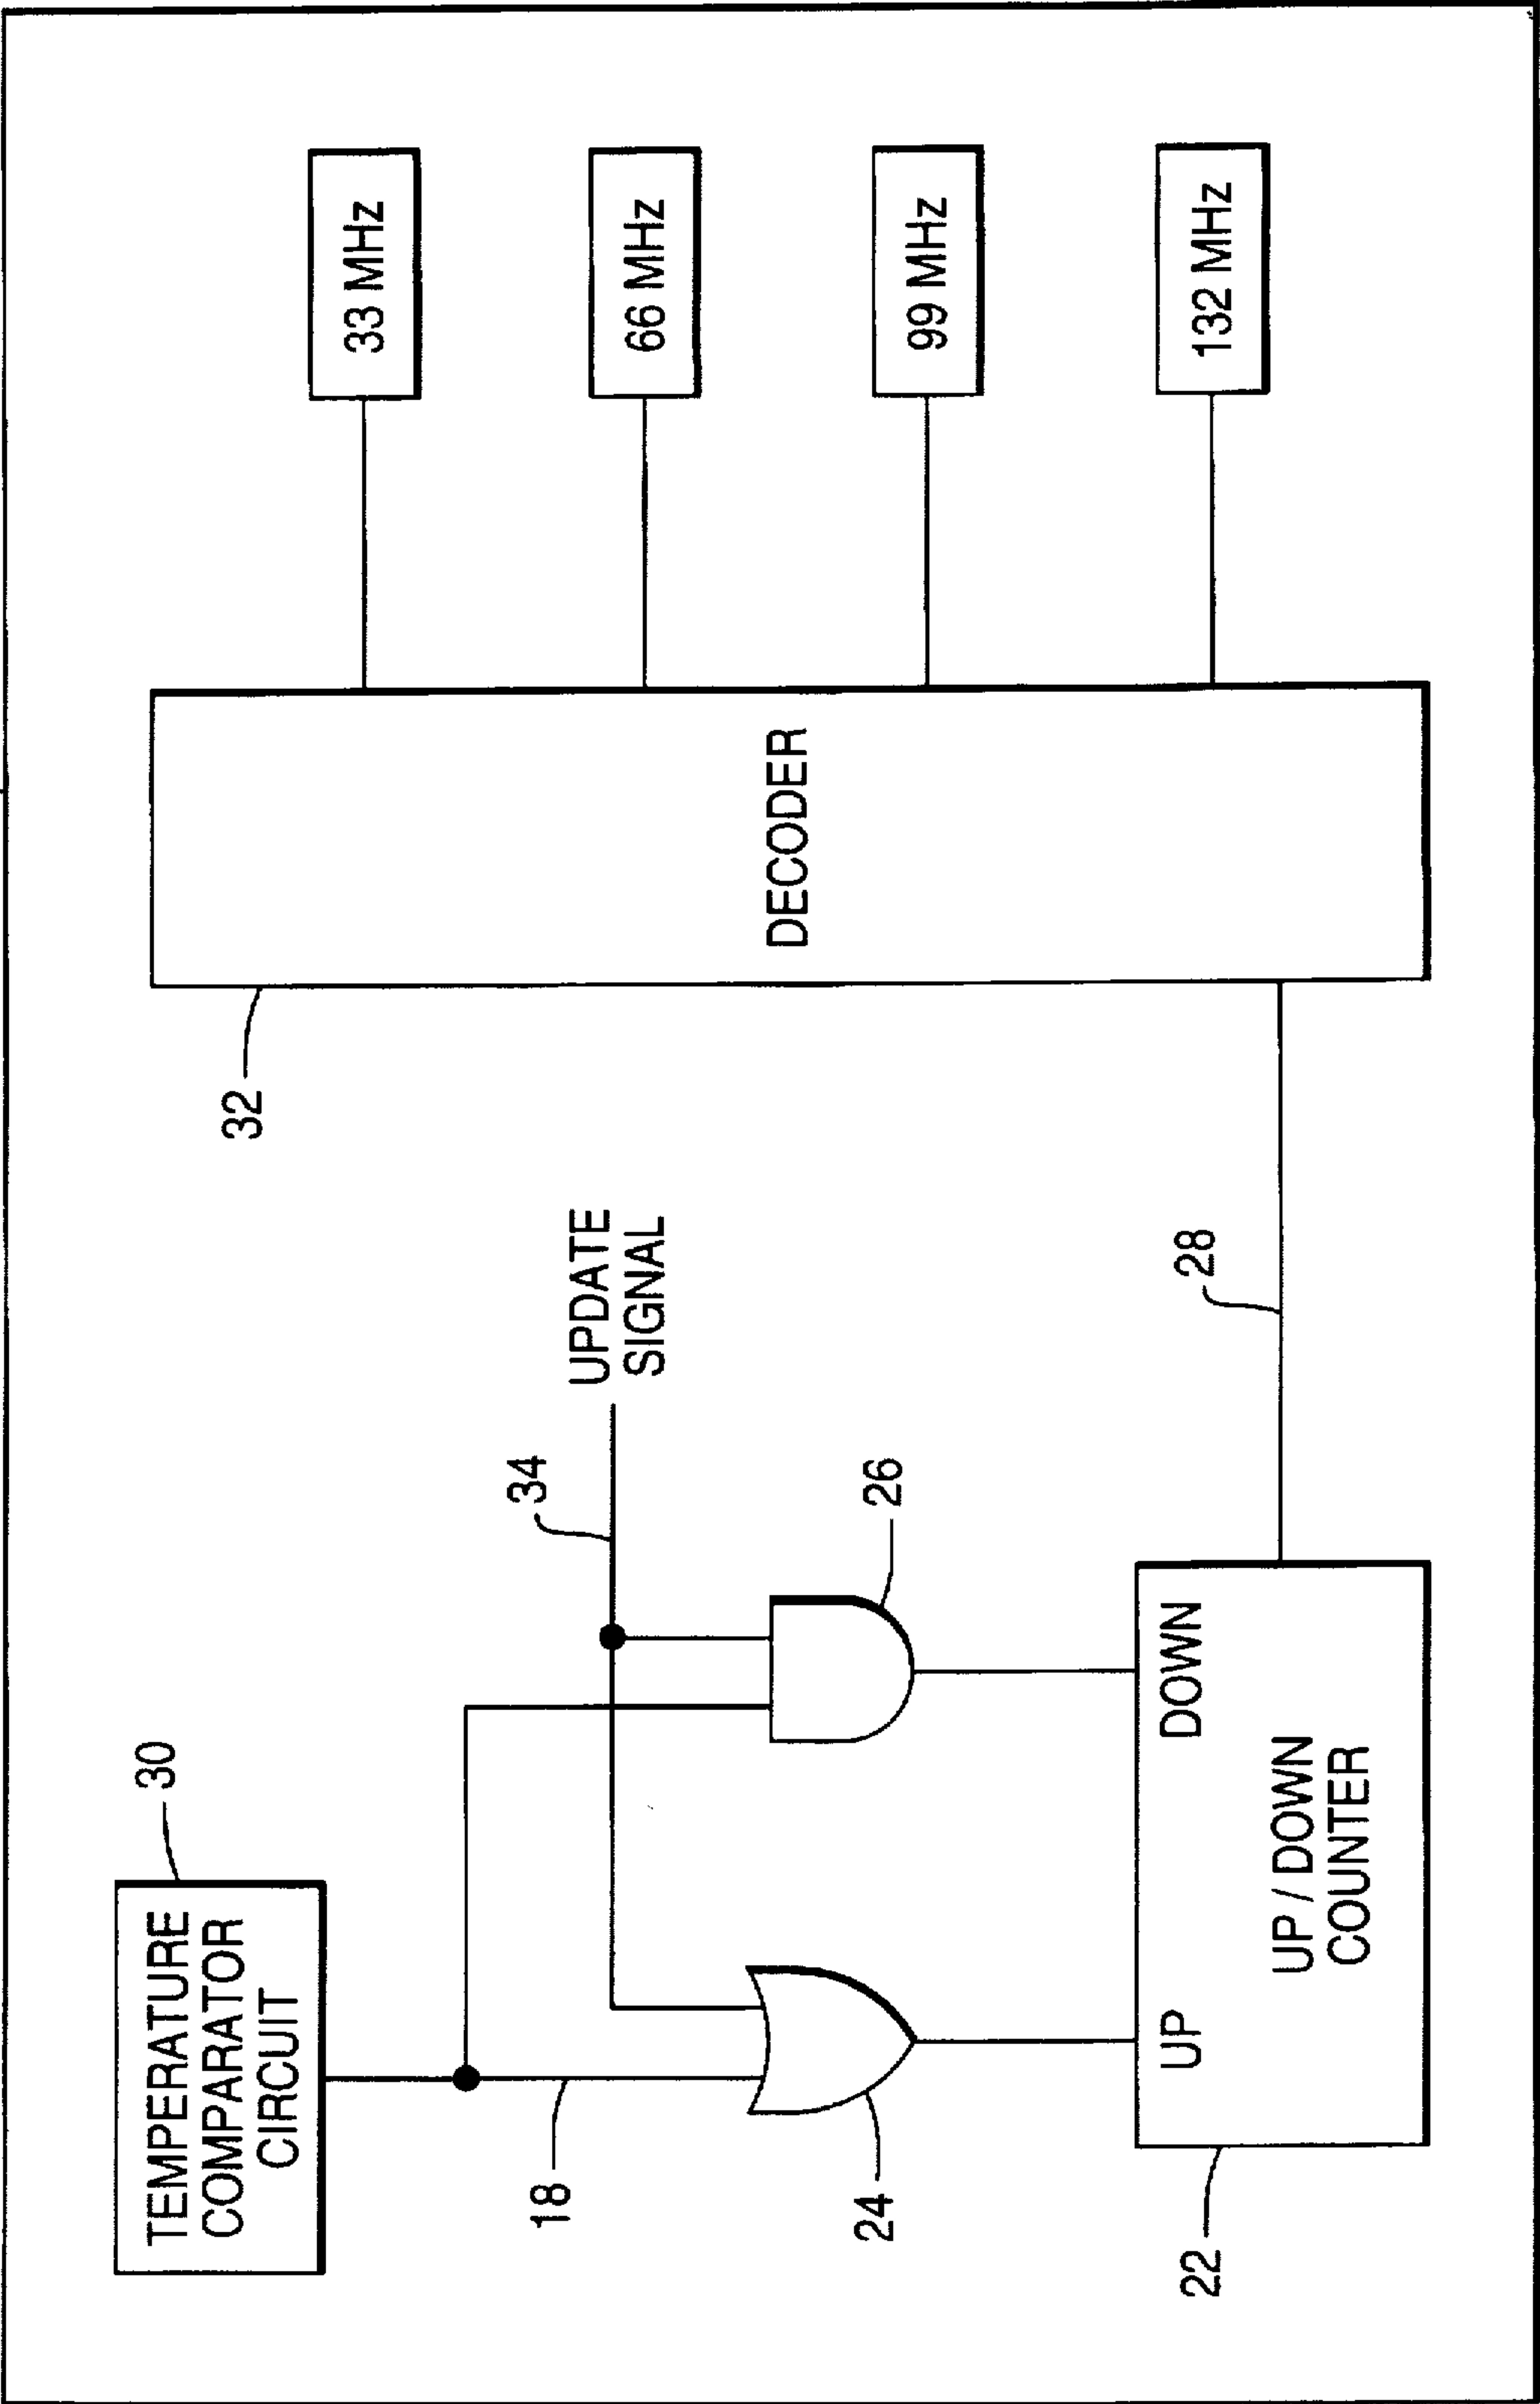 TEMPERATURE
COMPARATOR
CIRCUIT
30
18
34
UPDATE
SIGNAL
24
26
UP
DOWN
UP / DOWN
COUNTER
22
28
32
DECODER
33 MHz
66 MHz
99 MHz
132 MHz